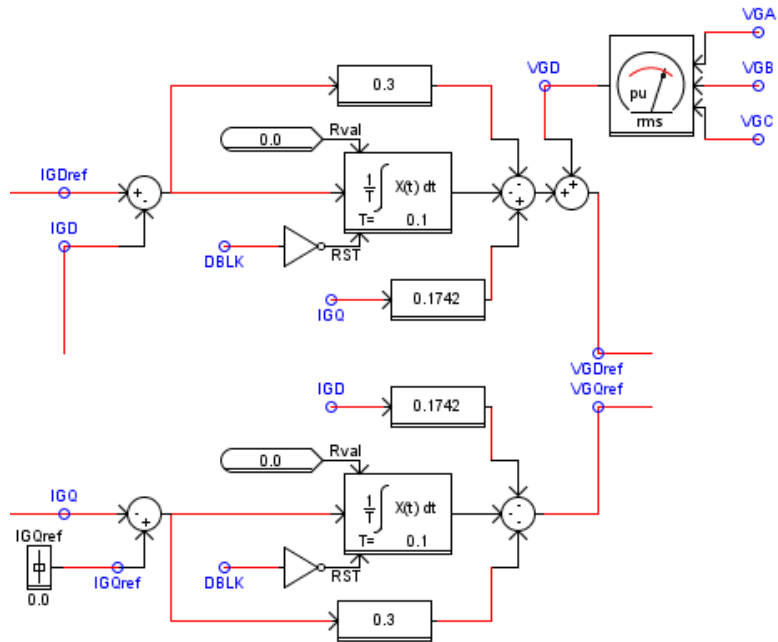 VGA
VGD
VGB
0.3
pu
Rval
rms
VGC
0.0
IGDref
+
-
1
T
X(t) dt
-
-
+
+
+
IGD
T=
0.1
DBLK
RST
0.1742
IGQ
VGDref
IGD
VGQref
0.1742
Rval
0.0
IGQ
-
+
1
T
X(t) dt
-
-
-
IGQref
T=
0.1
IGQref
DBLK
RST
0.0
0.3